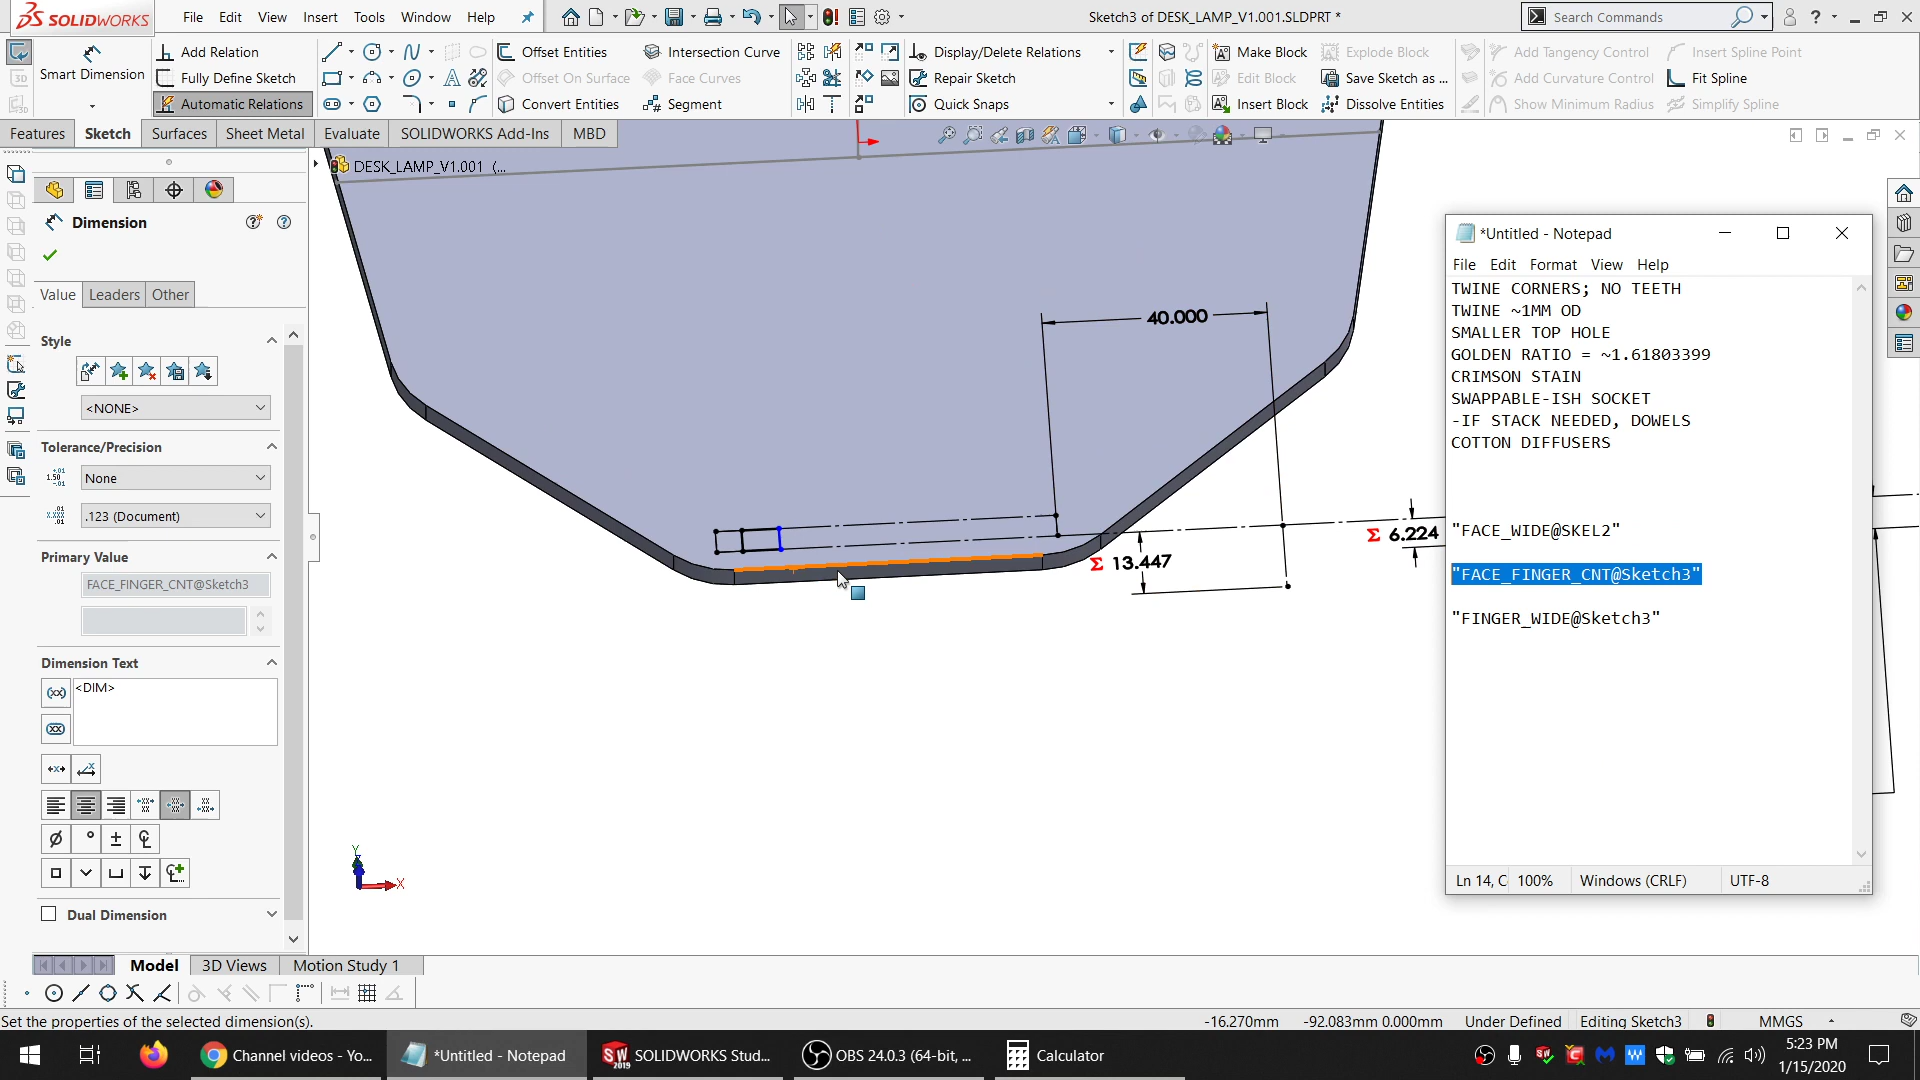 SOLIDWORKS
File Edit View Insert Tools Window Help
Sketch3 of DESK_LAMP_V1.001.SLDPRT *
Search Commands
Smart Dimension
Add Relation
Fully Define Sketch
Automatic Relations
Offset Entities
Offset On Surface
Convert Entities
Intersection Curve
Face Curves
Segment
Display/Delete Relations
Repair Sketch
Quick Snaps
Make Block
Edit Block
Insert Block
Explode Block
Save Sketch as ...
Dissolve Entities
Add Tangency Control
Add Curvature Control
Show Minimum Radius
Insert Spline Point
Fit Spline
Simplify Spline
Features Sketch Surfaces Sheet Metal Evaluate SOLIDWORKS Add-Ins MBD
DESK_LAMP_V1.001 (...
Dimension
Value Leaders Other
Style
<NONE>
Tolerance/Precision
None
.123 (Document)
Primary Value
FACE_FINGER_CNT@Sketch3
Dimension Text
<DIM>
Dual Dimension
40.000
Σ 13.447
Σ 6.224
Y
X
*Untitled - Notepad
File Edit Format View Help
TWINE CORNERS; NO TEETH
TWINE ~1MM OD
SMALLER TOP HOLE
GOLDEN RATIO = ~1.61803399
CRIMSON STAIN
SWAPPABLE-ISH SOCKET
-IF STACK NEEDED, DOWELS
COTTON DIFFUSERS
"FACE_WIDE@SKEL2"
"FACE_FINGER_CNT@Sketch3"
"FINGER_WIDE@Sketch3"
Ln 14, C 100% Windows (CRLF) UTF-8
Model 3D Views Motion Study 1
Set the properties of the selected dimension(s).
-16.270mm -92.083mm 0.000mm Under Defined Editing Sketch3 MMGS
Channel videos - Yo...
*Untitled - Notepad
SOLIDWORKS Stud...
OBS 24.0.3 (64-bit, ...
Calculator
5:23 PM
1/15/2020